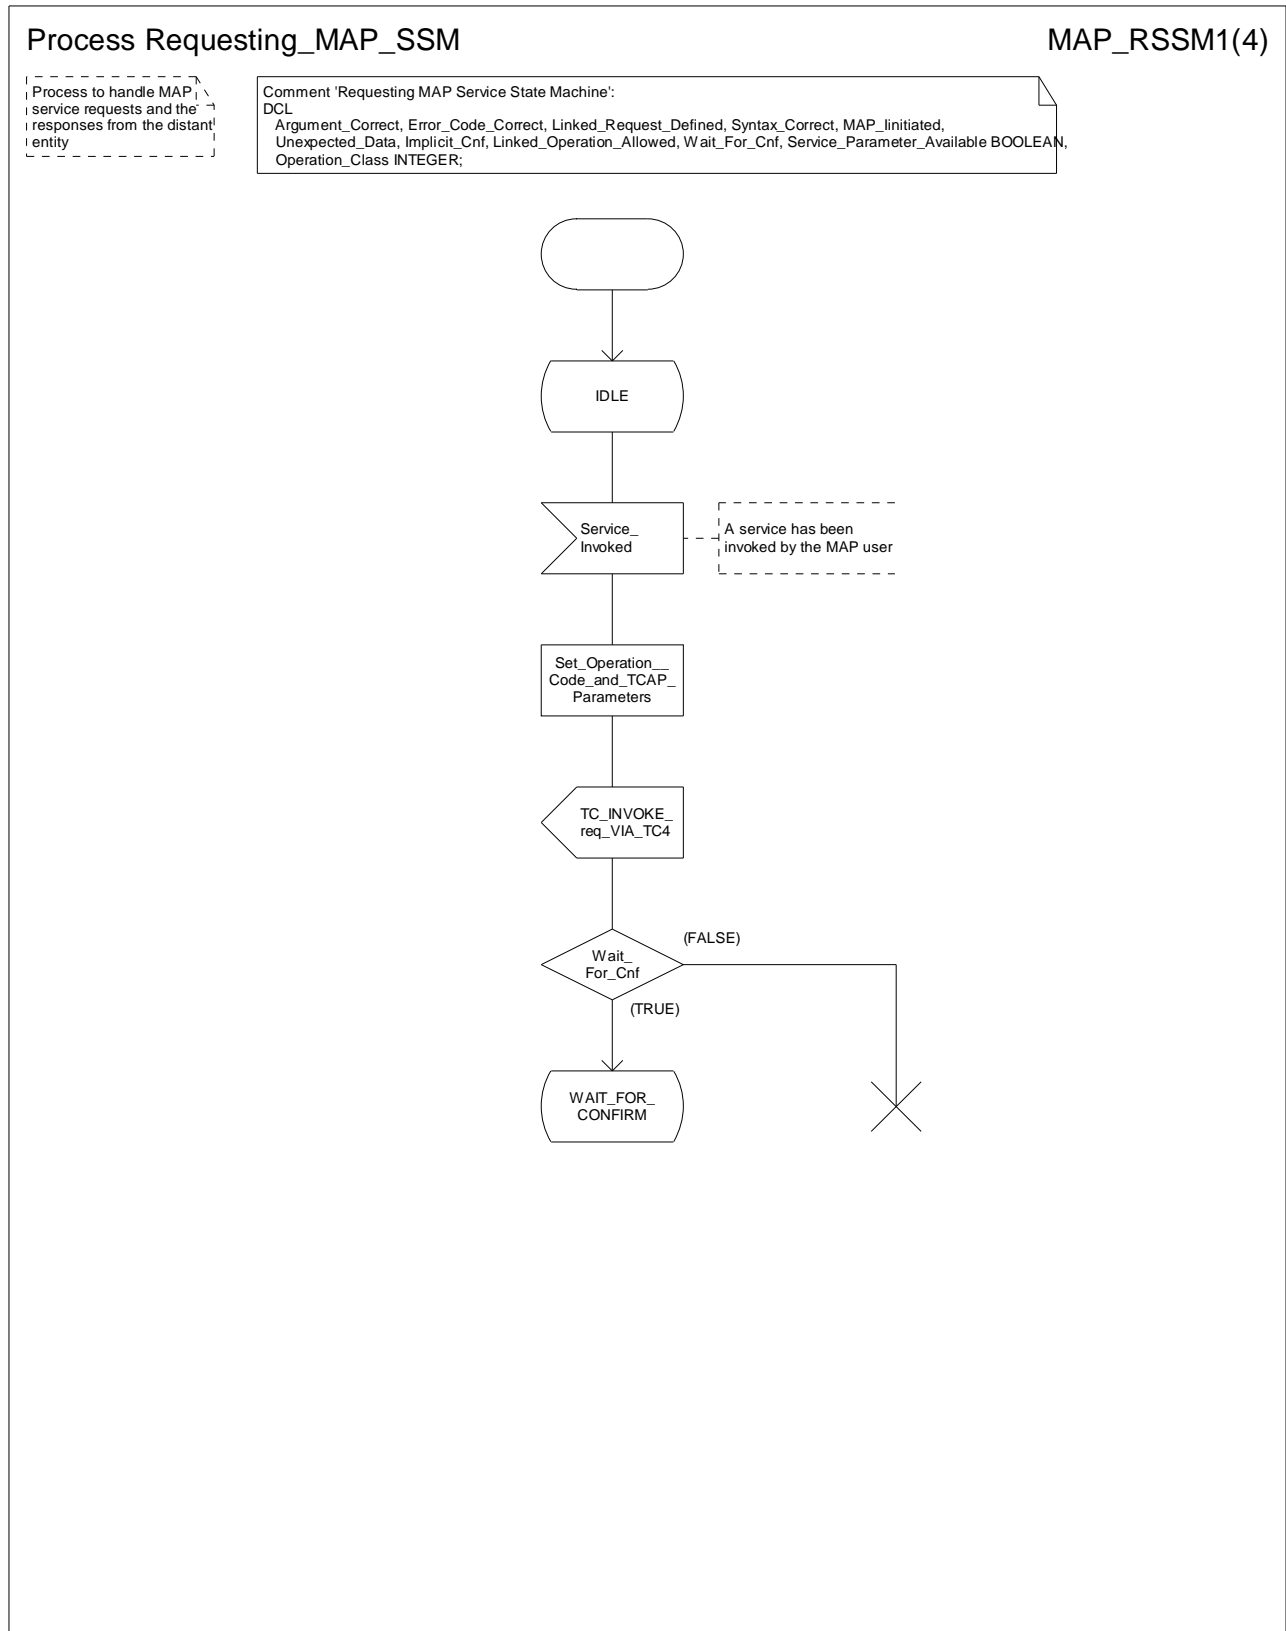 Process Requesting_MAP_SSM
MAP_RSSM1(4)
Process to handle MAP
service requests and the
responses from the distant
entity
Comment 'Requesting MAP Service State Machine':
DCL
Argument_Correct, Error_Code_Correct, Linked_Request_Defined, Syntax_Correct, MAP_Iinitiated,
Unexpected_Data, Implicit_Cnf, Linked_Operation_Allowed, Wait_For_Cnf, Service_Parameter_Available BOOLEAN,
Operation_Class INTEGER;
IDLE
Service_
Invoked
A service has been
invoked by the MAP user
Set_Operation__
Code_and_TCAP_
Parameters
TC_INVOKE_
req_VIA_TC4
Wait_
For_Cnf
(FALSE)
(TRUE)
WAIT_FOR_
CONFIRM